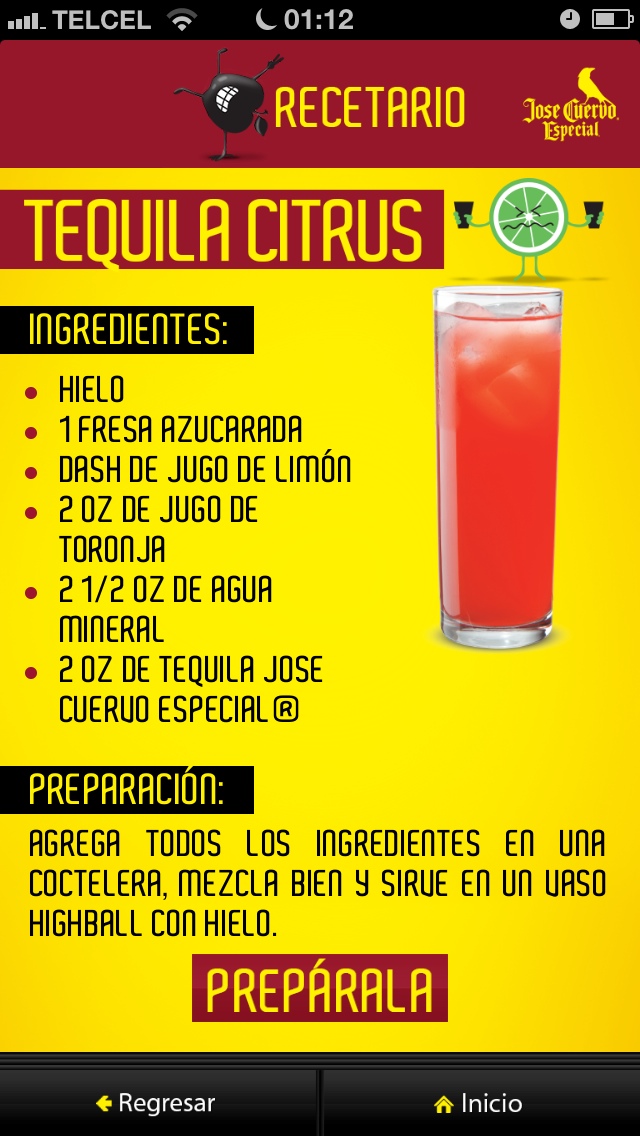 TELCEL 01:12
RECETARIO
Jose Cuervo
Especial
TEQUILA CITRUS
INGREDIENTES:
• HIELO
• 1 FRESA AZUCARADA
• DASH DE JUGO DE LIMÓN
• 2 OZ DE JUGO DE
TORONJA
• 2 1/2 OZ DE AGUA
MINERAL
• 2 OZ DE TEQUILA JOSE
CUERVO ESPECIAL®
PREPARACIÓN:
AGREGA TODOS LOS INGREDIENTES EN UNA
COCTELERA, MEZCLA BIEN Y SIRVE EN UN VASO
HIGHBALL CON HIELO.
PREPÁRALA
Regresar
Inicio